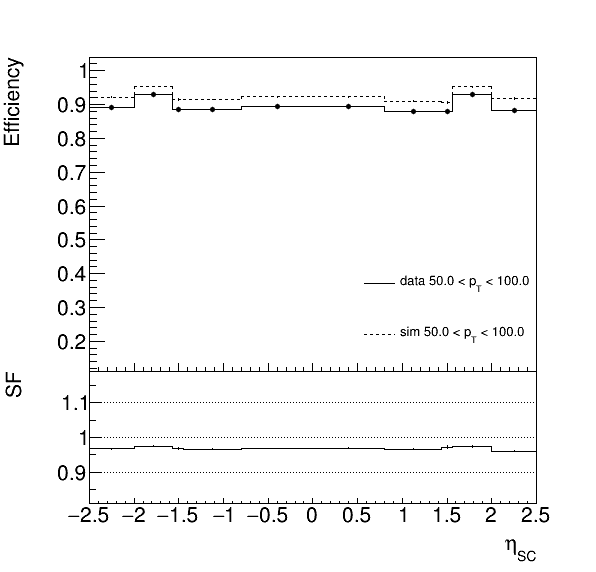 Efficiency
1
0.9
0.8
0.7
0.6
0.5
0.4
0.3
0.2
data 50.0 < p_T < 100.0
sim 50.0 < p_T < 100.0
SF
1.1
1
0.9
−2.5 −2 −1.5 −1 −0.5 0 0.5 1 1.5 2 2.5
η_SC